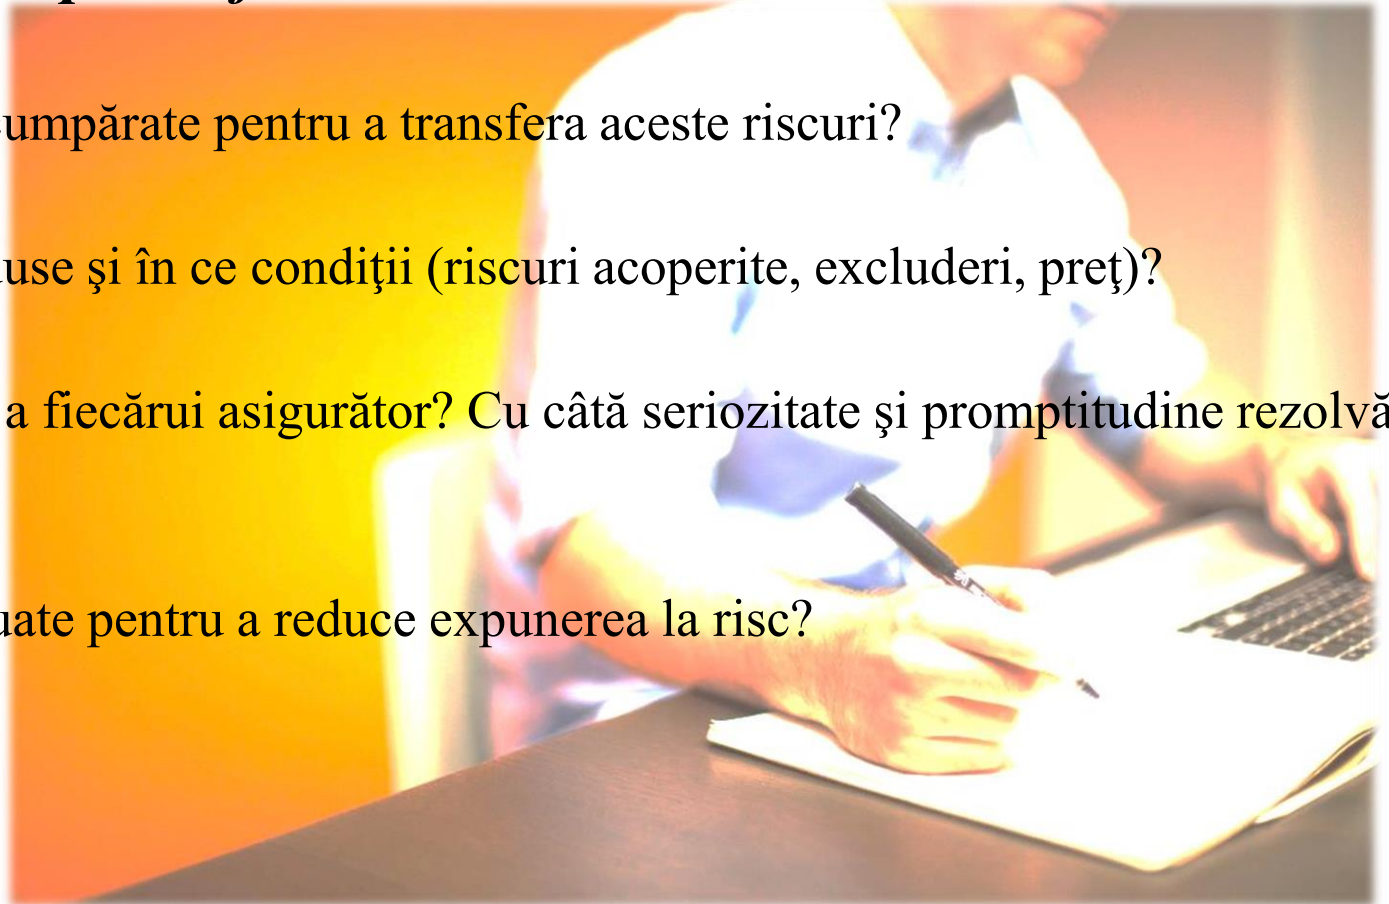 umpărate pentru a transfera aceste riscuri?
use şi în ce condiţii (riscuri acoperite, excluderi, preţ)?
a fiecărui asigurător? Cu câtă seriozitate şi promptitudine rezolvă
uate pentru a reduce expunerea la risc?